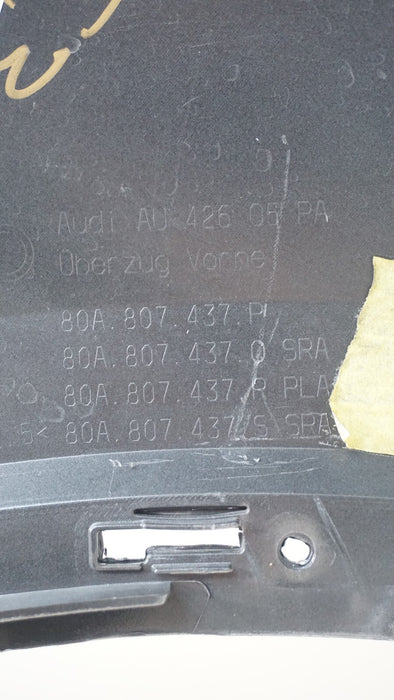 Audi AU 426 05 PA
Überzug Vorne
80A.807.437.P
80A.807.437.Q SRA
80A.807.437.R PLA
5< 80A.807.437.S SRA